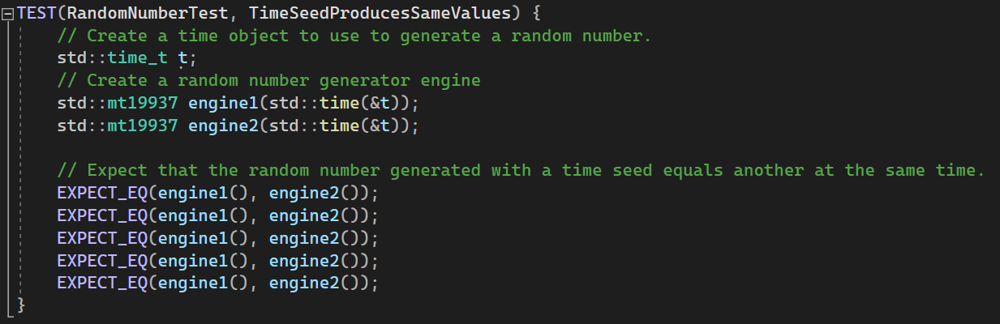 TEST(RandomNumberTest, TimeSeedProducesSameValues) {
    // Create a time object to use to generate a random number.
    std::time_t t;
    // Create a random number generator engine
    std::mt19937 engine1(std::time(&t));
    std::mt19937 engine2(std::time(&t));

    // Expect that the random number generated with a time seed equals another at the same time.
    EXPECT_EQ(engine1(), engine2());
    EXPECT_EQ(engine1(), engine2());
    EXPECT_EQ(engine1(), engine2());
    EXPECT_EQ(engine1(), engine2());
    EXPECT_EQ(engine1(), engine2());
}